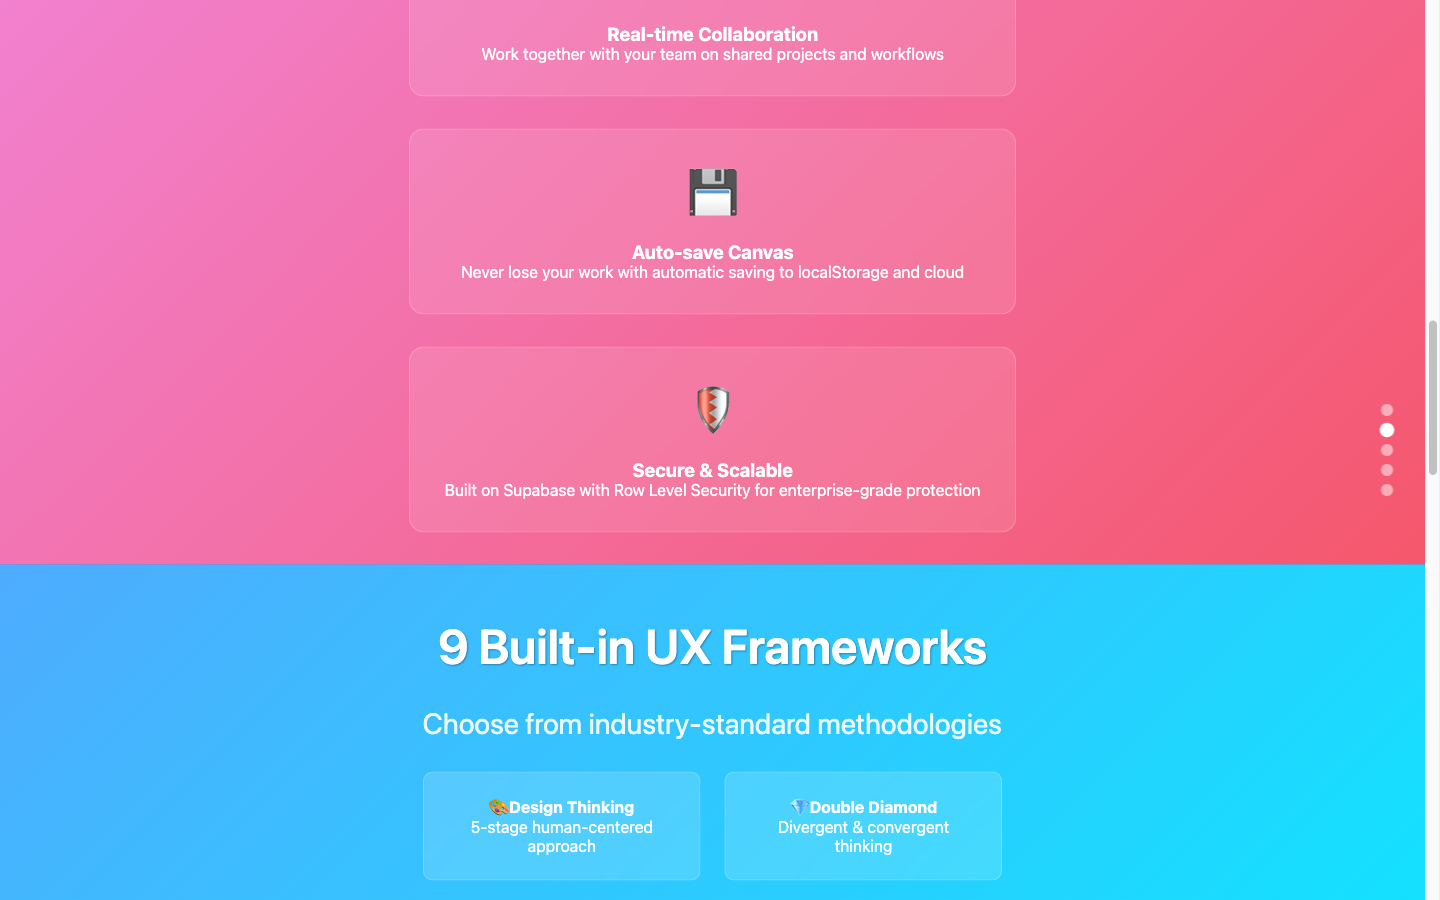 Real-time Collaboration
Work together with your team on shared projects and workflows
Auto-save Canvas
Never lose your work with automatic saving to localStorage and cloud
Secure & Scalable
Built on Supabase with Row Level Security for enterprise-grade protection
9 Built-in UX Frameworks
Choose from industry-standard methodologies
Design Thinking
5-stage human-centered
approach
Double Diamond
Divergent & convergent
thinking